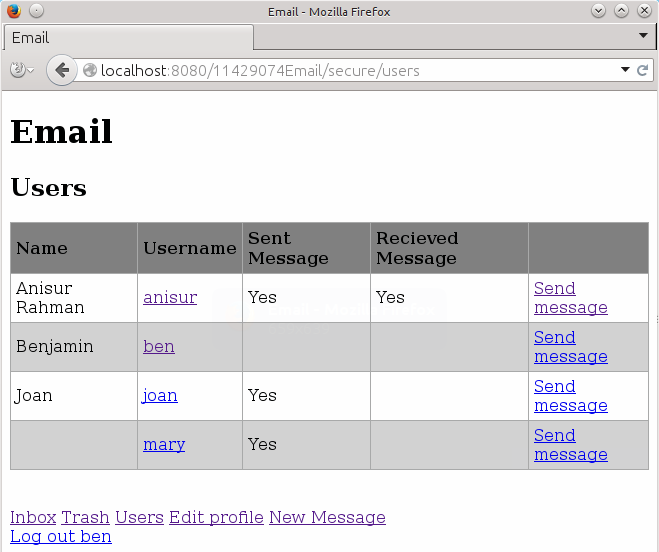 Email - Mozilla Firefox
Email
localhost:8080/11429074Email/secure/users
Email
Users
Name Username Sent Message Recieved Message
Anisur Rahman anisur Yes Yes Send message
Benjamin ben Send message
Joan joan Yes Send message
mary Yes Send message
Inbox Trash Users Edit profile New Message
Log out ben